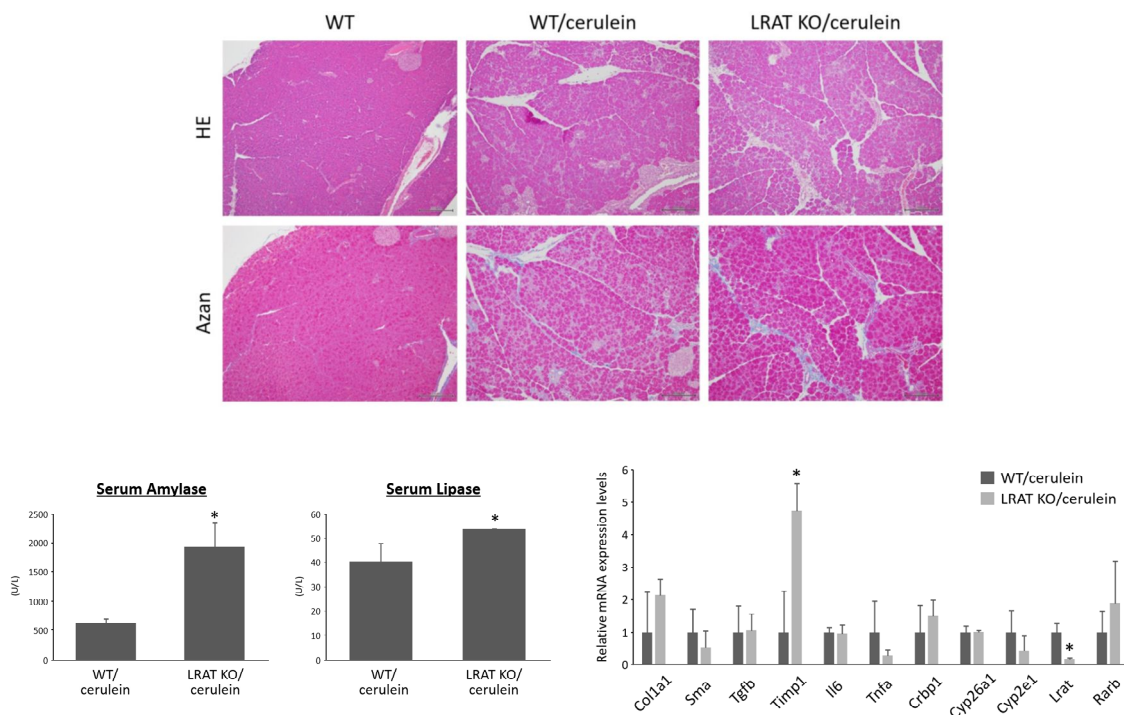 WT
WT/cerulein
LRAT KO/cerulein
HE
Azan
Serum Amylase
2500
2000
1500
1000
500
0
(U/L)
WT/
cerulein
LRAT KO/
cerulein
Serum Lipase
60
50
40
30
20
10
0
(U/L)
WT/
cerulein
LRAT KO/
cerulein
*
*
Relative mRNA expression levels
6
5
4
3
2
1
0
*
*
WT/cerulein
LRAT KO/cerulein
Col1a1
Sma
Tgfb
Timp1
Il6
Tnfa
Crbp1
Cyp26a1
Cyp2e1
Lrat
Rarb